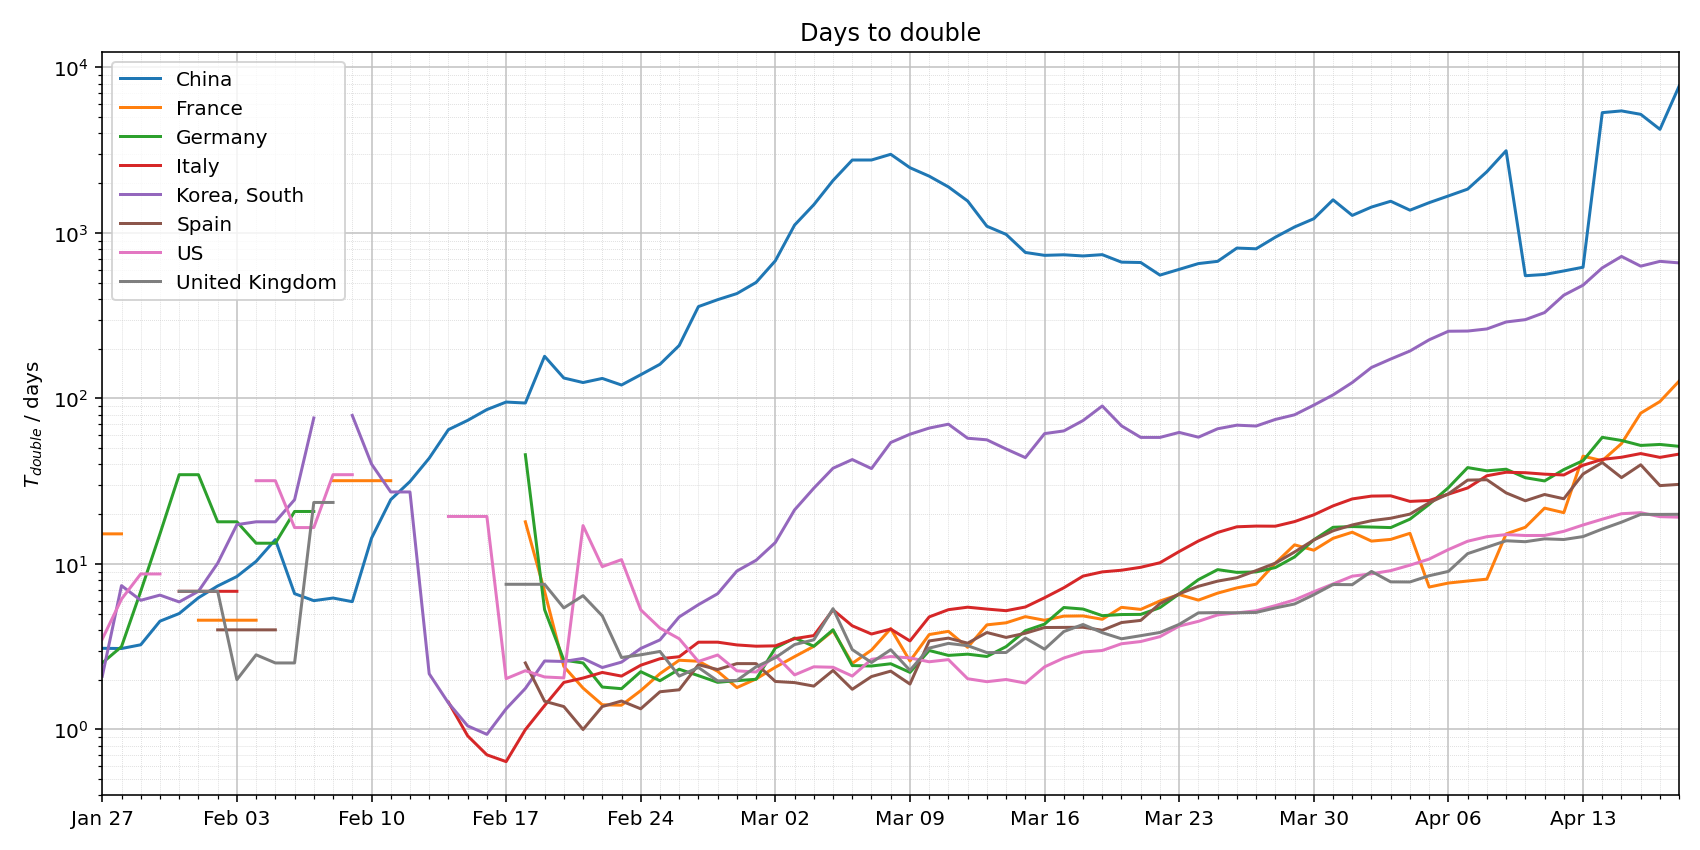 Days to double
10⁴
10³
10²
10¹
10⁰
T_double / days
China
France
Germany
Italy
Korea, South
Spain
US
United Kingdom
Jan 27
Feb 03
Feb 10
Feb 17
Feb 24
Mar 02
Mar 09
Mar 16
Mar 23
Mar 30
Apr 06
Apr 13